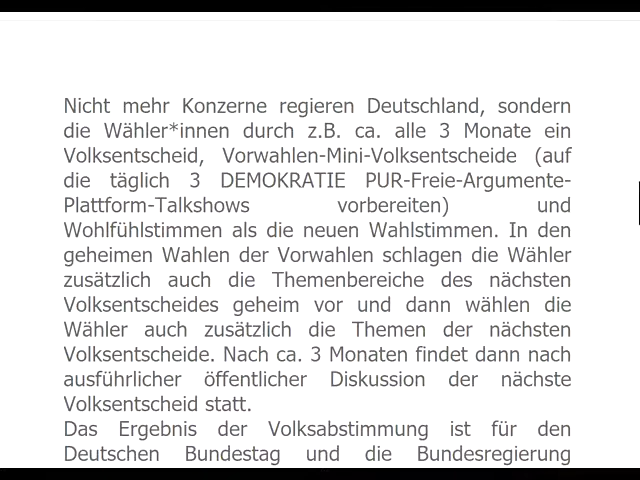 Nicht mehr Konzerne regieren Deutschland, sondern
die Wähler*innen durch z.B. ca. alle 3 Monate ein
Volksentscheid, Vorwahlen-Mini-Volksentscheide (auf
die täglich 3 DEMOKRATIE PUR-Freie-Argumente-
Plattform-Talkshows vorbereiten) und
Wohlfühlstimmen als die neuen Wahlstimmen. In den
geheimen Wahlen der Vorwahlen schlagen die Wähler
zusätzlich auch die Themenbereiche des nächsten
Volksentscheides geheim vor und dann wählen die
Wähler auch zusätzlich die Themen der nächsten
Volksentscheide. Nach ca. 3 Monaten findet dann nach
ausführlicher öffentlicher Diskussion der nächste
Volksentscheid statt.
Das Ergebnis der Volksabstimmung ist für den
Deutschen Bundestag und die Bundesregierung